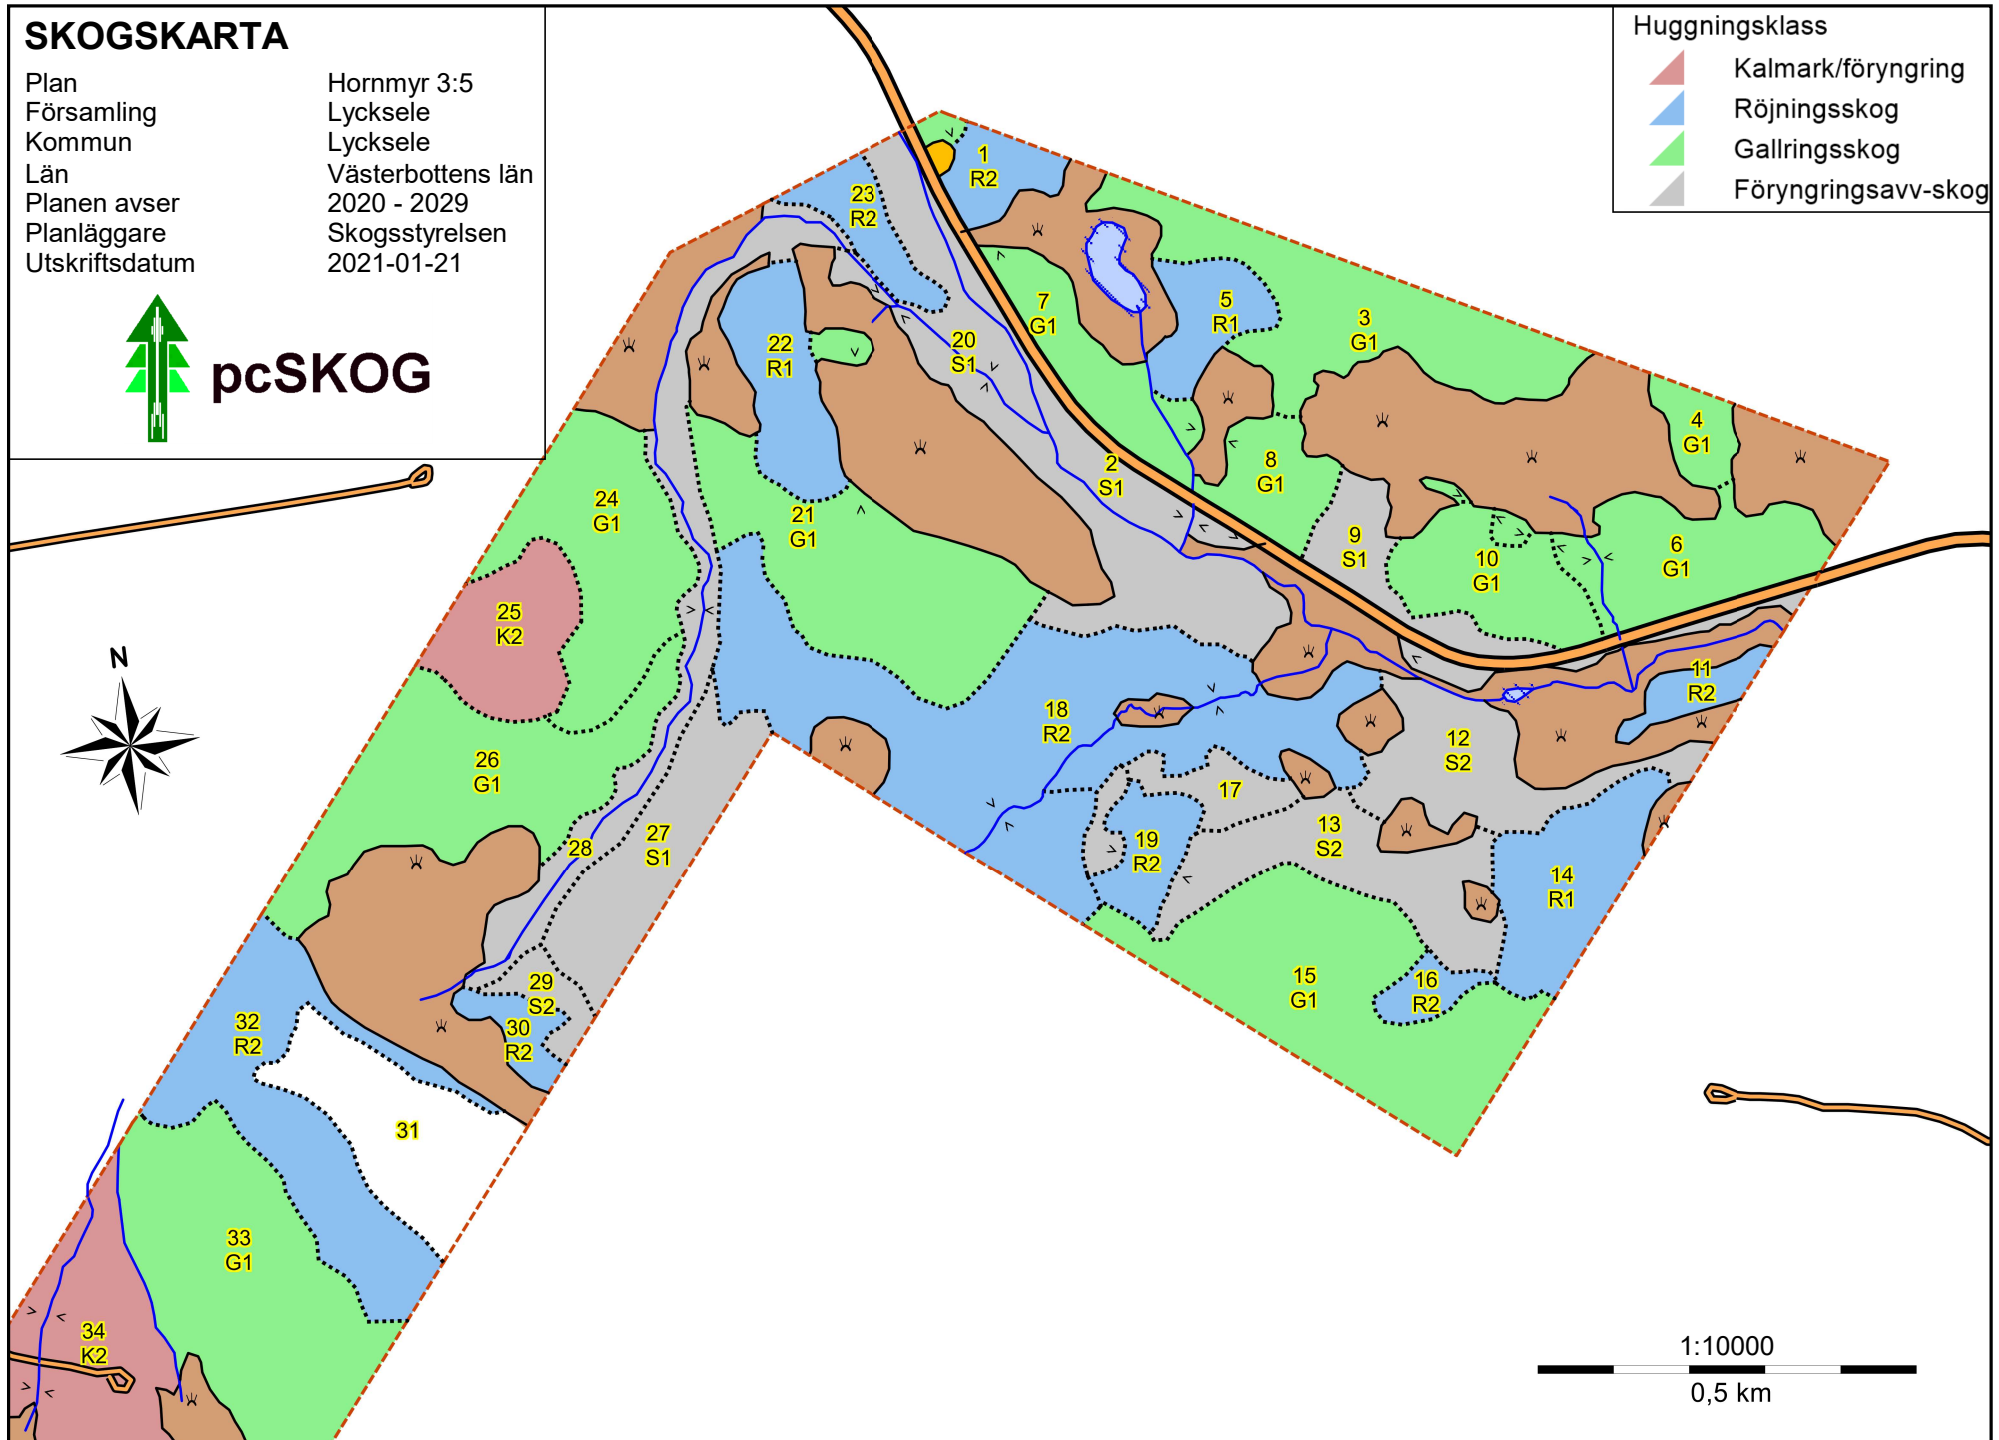 SKOGSKARTA
Plan Hornmyr 3:5
Församling Lycksele
Kommun Lycksele
Län Västerbottens län
Planen avser 2020 - 2029
Planläggare Skogsstyrelsen
Utskriftsdatum 2021-01-21
pcSKOG
Huggningsklass
Kalmark/föryngring
Röjningsskog
Gallringsskog
Föryngringsavv-skog
1
R2
23
R2
5
R1
7
G1
3
G1
22
R1
20
S1
4
G1
8
G1
2
S1
24
G1
21
G1
9
S1
10
G1
6
G1
25
K2
N
11
R2
18
R2
12
S2
26
G1
17
28
27
S1
13
S2
19
R2
14
R1
29
S2
15
G1
16
R2
32
R2
30
R2
31
33
G1
34
K2
1:10000
0,5 km